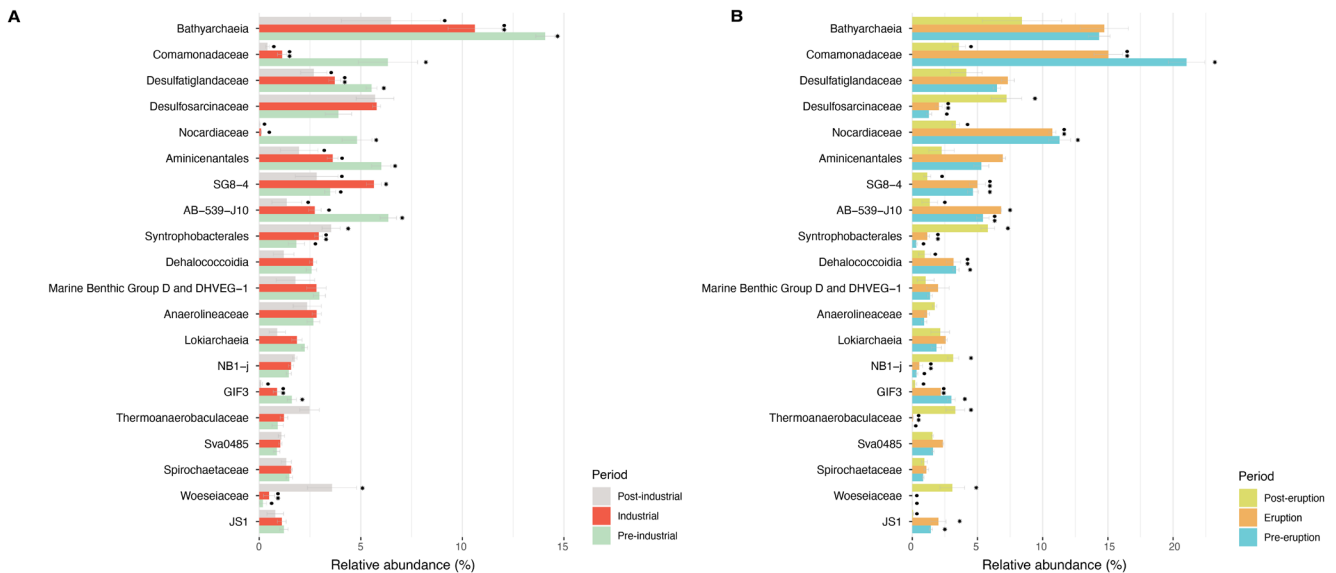 A
Bathyarchaeia
Comamonadaceae
Desulfatiglandaceae
Desulfosarcinaceae
Nocardiaceae
Aminicenantales
SG8−4
AB−539−J10
Syntrophobacterales
Dehalococcoidia
Marine Benthic Group D and DHVEG−1
Anaerolineaceae
Lokiarchaeia
NB1−j
GIF3
Thermoanaerobaculaceae
Sva0485
Spirochaetaceae
Woeseiaceae
JS1
0 5 10 15
Relative abundance (%)
Period
Post-industrial
Industrial
Pre-industrial
B
Bathyarchaeia
Comamonadaceae
Desulfatiglandaceae
Desulfosarcinaceae
Nocardiaceae
Aminicenantales
SG8−4
AB−539−J10
Syntrophobacterales
Dehalococcoidia
Marine Benthic Group D and DHVEG−1
Anaerolineaceae
Lokiarchaeia
NB1−j
GIF3
Thermoanaerobaculaceae
Sva0485
Spirochaetaceae
Woeseiaceae
JS1
0 5 10 15 20
Relative abundance (%)
Period
Post-eruption
Eruption
Pre-eruption